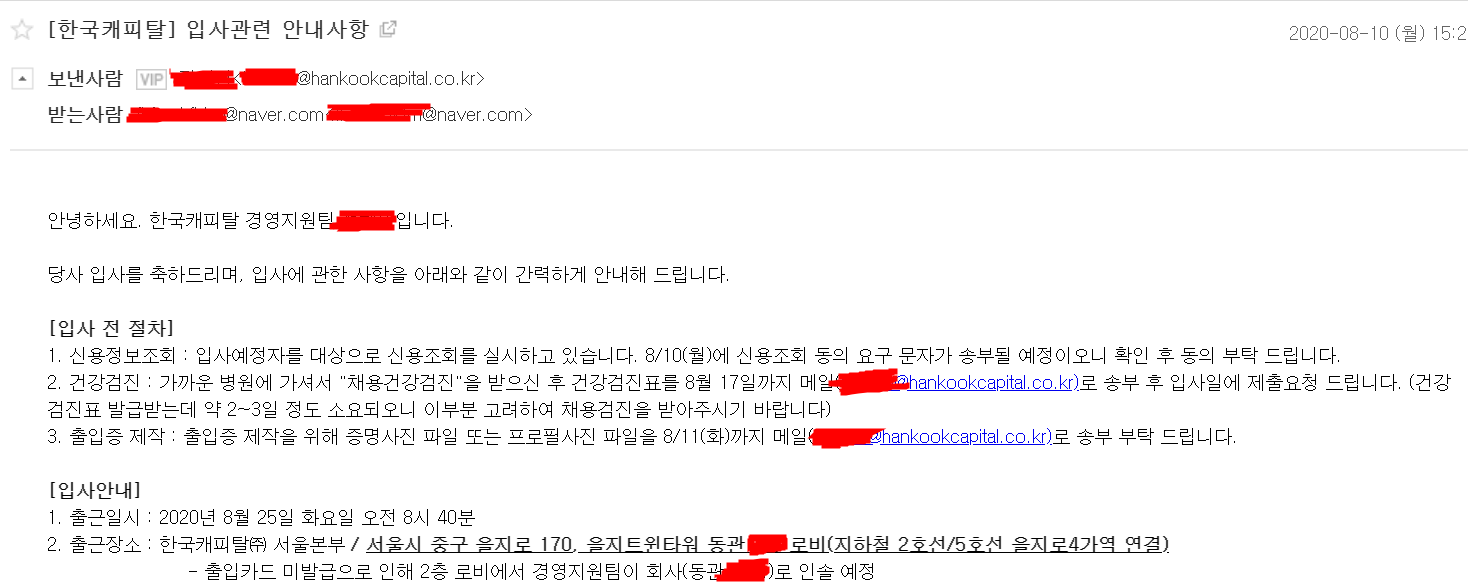 [한국캐피탈] 입사관련 안내사항
2020-08-10 (월) 15:2
보낸사람 VIP @hankookcapital.co.kr>
받는사람 @naver.com @naver.com>
안녕하세요. 한국캐피탈 경영지원팀 입니다.
당사 입사를 축하드리며, 입사에 관한 사항을 아래와 같이 간력하게 안내해 드립니다.
[입사 전 절차]
1. 신용정보조회 : 입사예정자를 대상으로 신용조회를 실시하고 있습니다. 8/10(월)에 신용조회 동의 요구 문자가 송부될 예정이오니 확인 후 동의 부탁 드립니다.
2. 건강검진 : 가까운 병원에 가셔서 "채용건강검진"을 받으신 후 건강검진표를 8월 17일까지 메일( @hankookcapital.co.kr)로 송부 후 입사일에 제출요청 드립니다. (건강
검진표 발급받는데 약 2~3일 정도 소요되오니 이부분 고려하여 채용검진을 받아주시기 바랍니다)
3. 출입증 제작 : 출입증 제작을 위해 증명사진 파일 또는 프로필사진 파일을 8/11(화)까지 메일( @hankookcapital.co.kr)로 송부 부탁 드립니다.
[입사안내]
1. 출근일시 : 2020년 8월 25일 화요일 오전 8시 40분
2. 출근장소 : 한국캐피탈㈜ 서울본부 / 서울시 중구 을지로 170, 을지트윈타워 동관 로비(지하철 2호선/5호선 을지로4가역 연결)
- 출입카드 미발급으로 인해 2층 로비에서 경영지원팀이 회사(동관 )로 인솔 예정